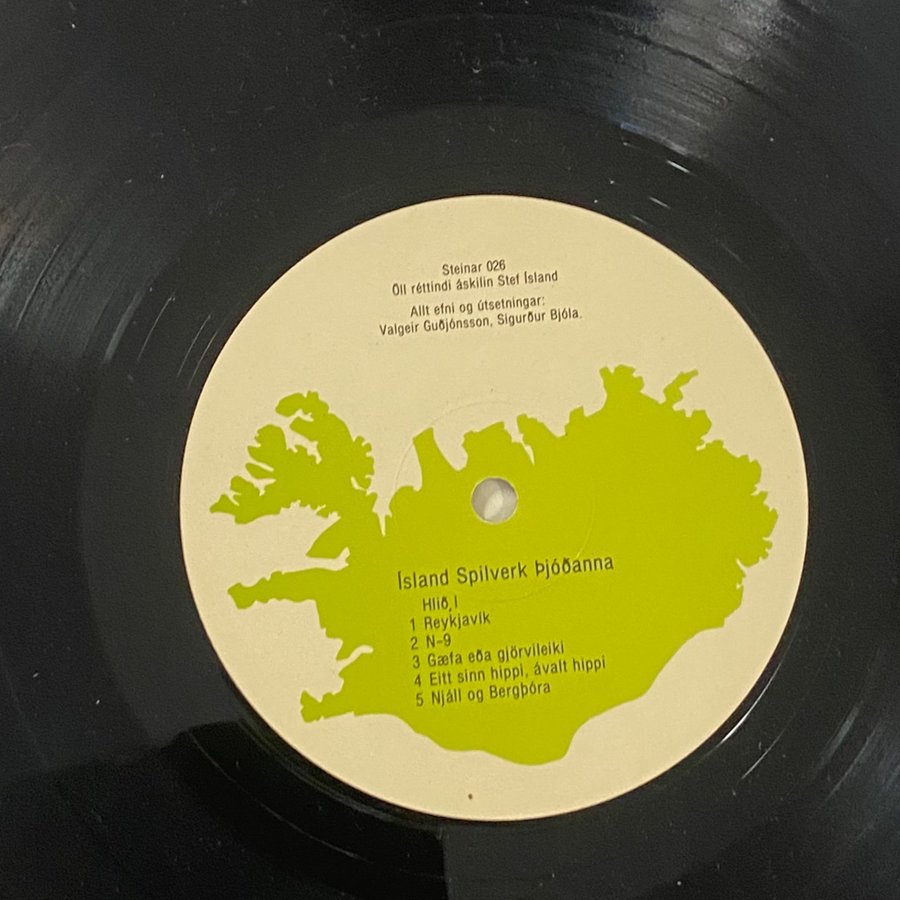 Steinar 026
Öll réttindi áskilin Stef Ísland
Allt efni og útsetningar:
Valgeir Guðjónsson, Sigurður Bjóla.
Ísland Spilverk Þjóðanna
Hlið, I
1 Reykjavík
2 N-9
3 Gæfa eða gjörvileiki
4 Eitt sinn hippi, ávalt hippi
5 Njáll og Bergþóra